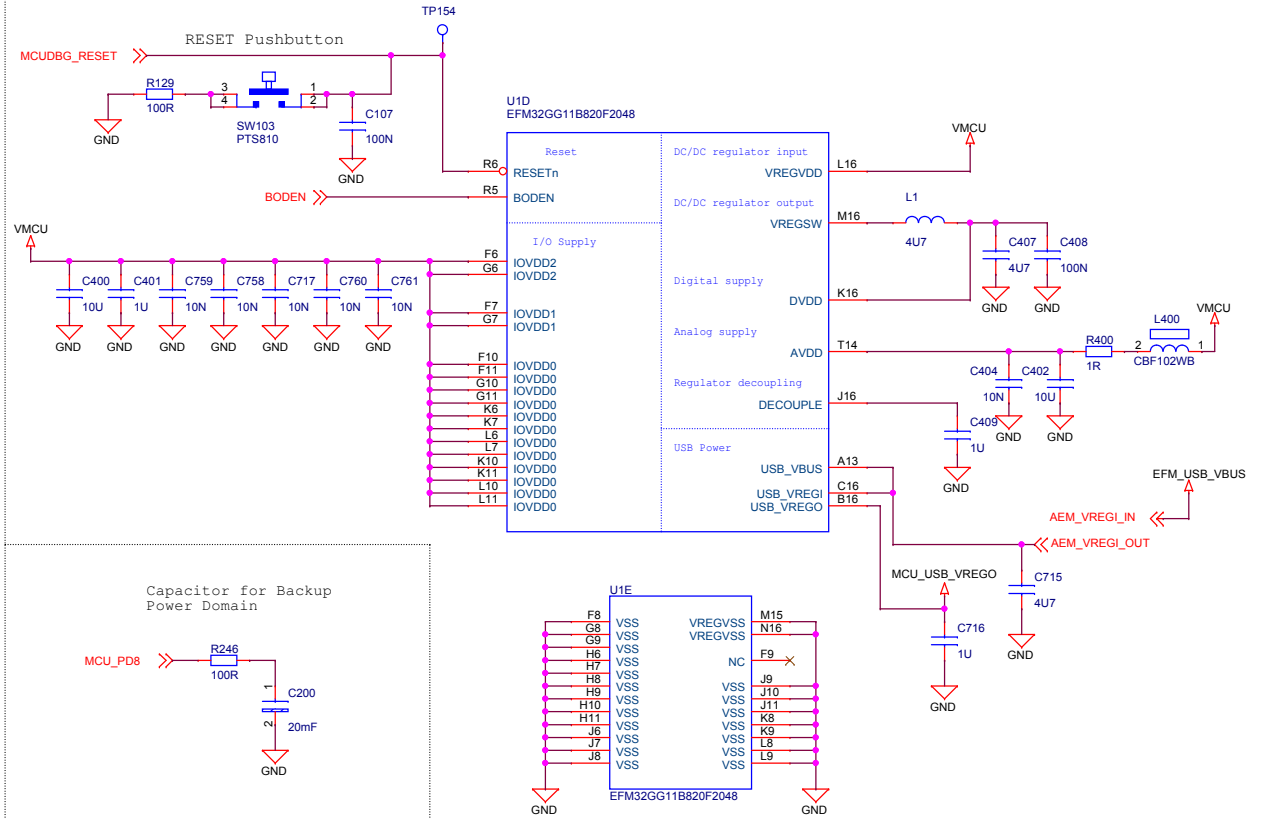 TP154
RESET Pushbutton
MCUDBG_RESET
R129
100R
3
4
1
2
SW103
PTS810
C107
100N
GND
GND
U1D
EFM32GG11B820F2048
Reset
R6
RESETn
BODEN
R5
BODEN
I/O Supply
VMCU
F6
IOVDD2
G6
IOVDD2
F7
IOVDD1
G7
IOVDD1
F10
IOVDD0
F11
IOVDD0
G10
IOVDD0
G11
IOVDD0
K6
IOVDD0
K7
IOVDD0
L6
IOVDD0
L7
IOVDD0
K10
IOVDD0
K11
IOVDD0
L10
IOVDD0
L11
IOVDD0
C400
10U
C401
1U
C759
10N
C758
10N
C717
10N
C760
10N
C761
10N
GND
GND
GND
GND
GND
GND
GND
DC/DC regulator input
VREGVDD
L16
VMCU
DC/DC regulator output
VREGSW
M16
L1
4U7
C407
4U7
C408
100N
GND
GND
Digital supply
DVDD
K16
Analog supply
AVDD
T14
R400
1R
L400
2
1
CBF102WB
VMCU
C404
10N
C402
10U
GND
GND
Regulator decoupling
DECOUPLE
J16
C409
1U
GND
USB Power
USB_VBUS
A13
USB_VREGI
C16
USB_VREGO
B16
EFM_USB_VBUS
AEM_VREGI_IN
AEM_VREGI_OUT
MCU_USB_VREGO
C715
4U7
GND
C716
1U
GND
Capacitor for Backup
Power Domain
MCU_PD8
R246
100R
1
2
C200
20mF
GND
U1E
F8
VSS
G8
VSS
G9
VSS
H6
VSS
H7
VSS
H8
VSS
H9
VSS
H10
VSS
H11
VSS
J6
VSS
J7
VSS
J8
VSS
VREGVSS
M15
VREGVSS
N16
NC
F9
VSS
J9
VSS
J10
VSS
J11
VSS
K8
VSS
K9
VSS
L8
VSS
L9
EFM32GG11B820F2048
GND
GND